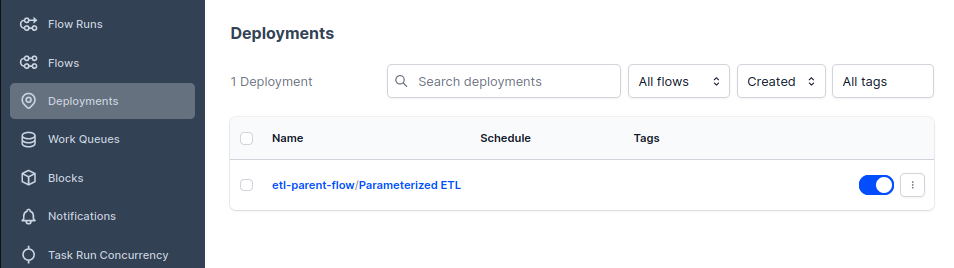 Flow Runs
Flows
Deployments
Work Queues
Blocks
Notifications
Task Run Concurrency
Deployments
1 Deployment
Search deployments
All flows
Created
All tags
Name Schedule Tags
etl-parent-flow/Parameterized ETL